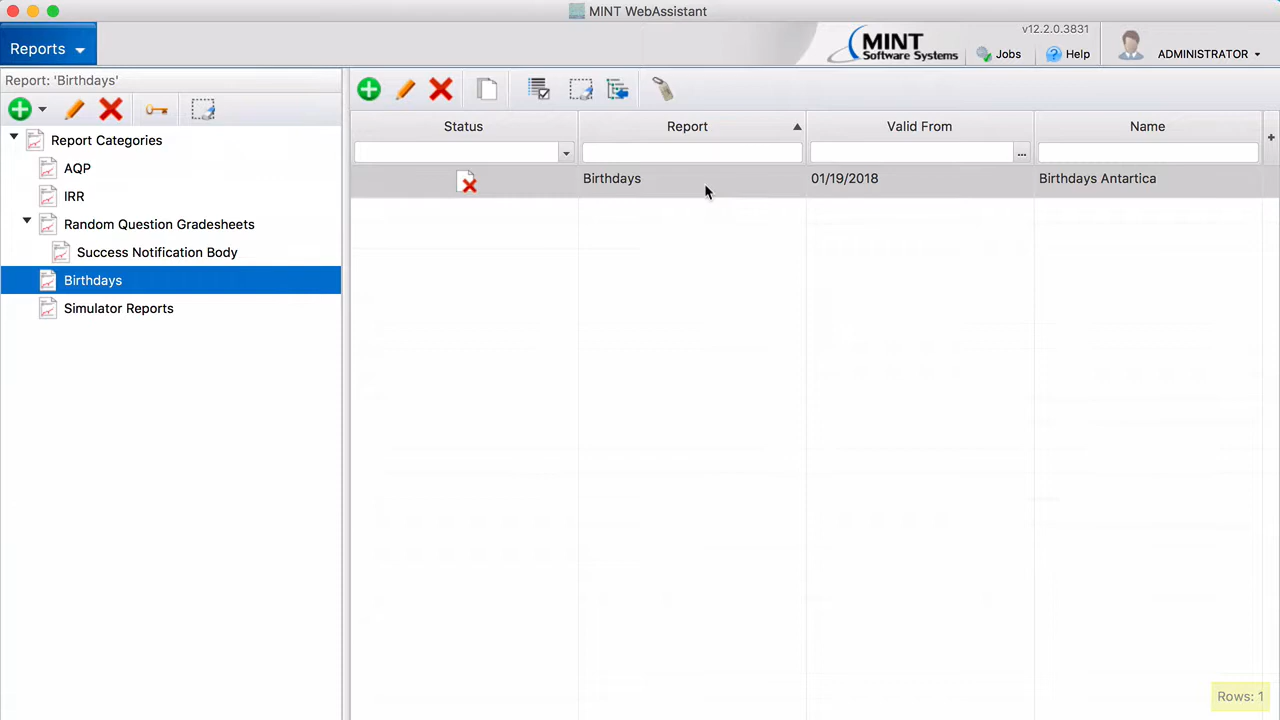 MINT WebAssistant
Reports
v12.2.0.3831
MINT
Software Systems
Jobs
Help
ADMINISTRATOR
Report: 'Birthdays'
Report Categories
AQP
IRR
Random Question Gradesheets
Success Notification Body
Birthdays
Simulator Reports
Status
Report
Valid From
Name
...
Birthdays
01/19/2018
Birthdays Antartica
Rows: 1